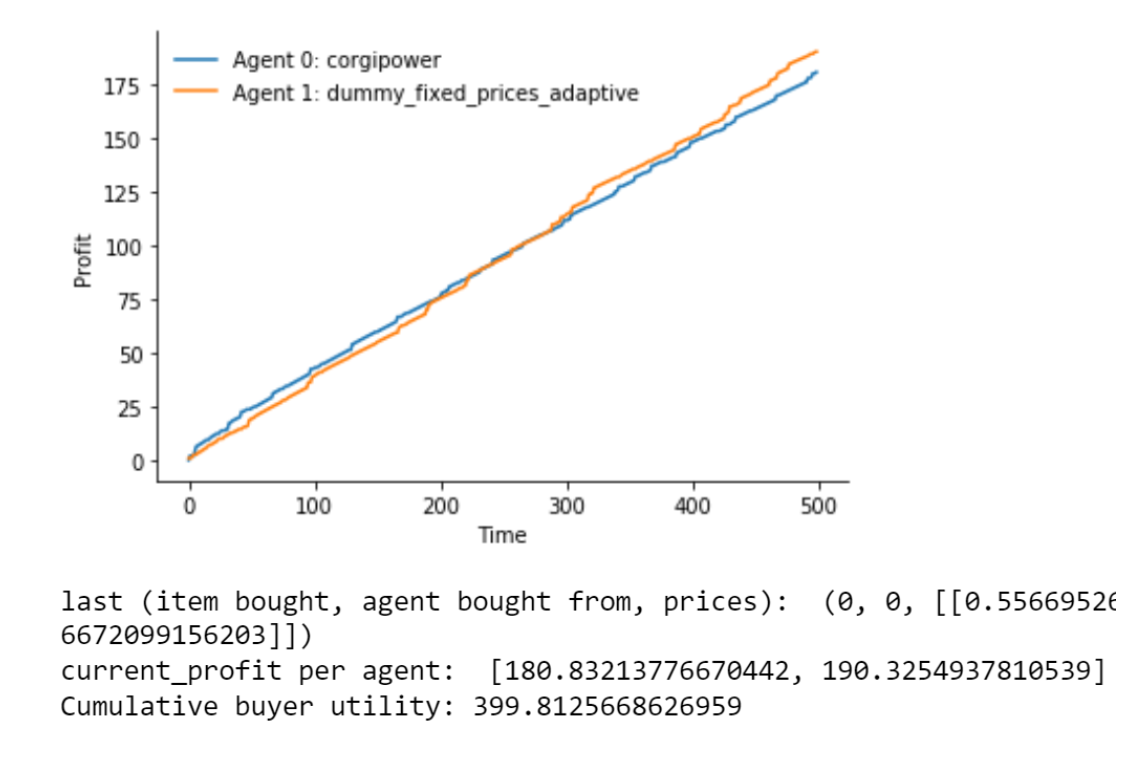 Agent 0: corgipower
Agent 1: dummy_fixed_prices_adaptive
175
150
125
100
75
50
25
0
Profit
0 100 200 300 400 500
Time
last (item bought, agent bought from, prices):  (0, 0, [[0.55669526
6672099156203]])
current_profit per agent:  [180.83213776670442, 190.3254937810539]
Cumulative buyer utility: 399.8125668626959